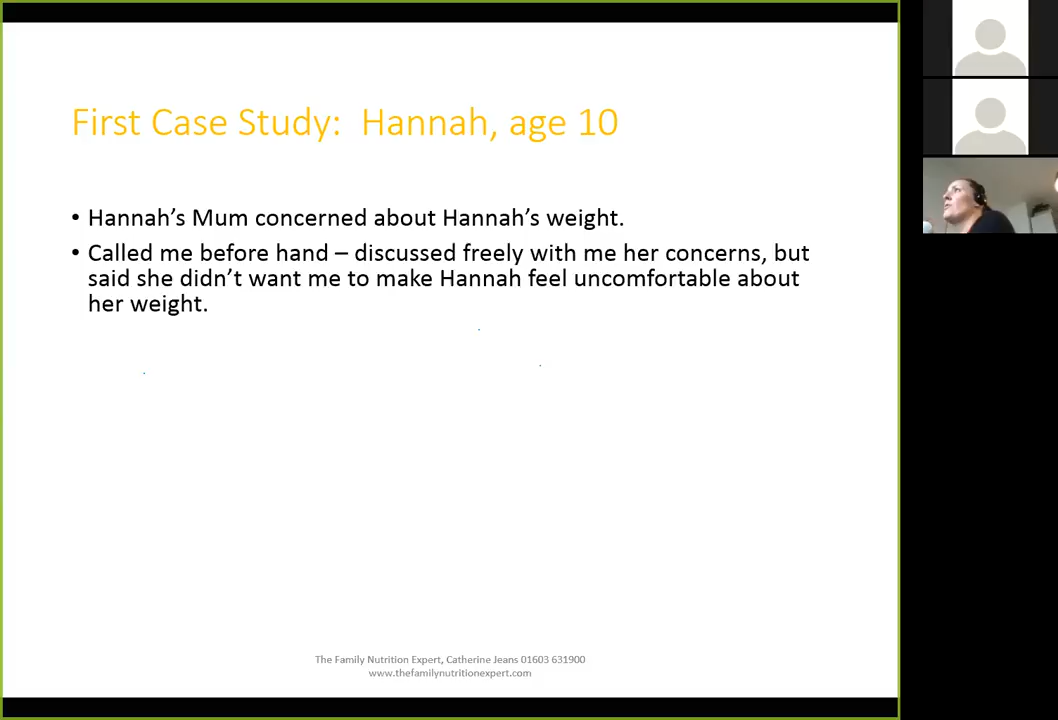 First Case Study:  Hannah, age 10
• Hannah’s Mum concerned about Hannah’s weight.
• Called me before hand – discussed freely with me her concerns, but
said she didn’t want me to make Hannah feel uncomfortable about
her weight.
The Family Nutrition Expert, Catherine Jeans 01603 631900
www.thefamilynutritionexpert.com